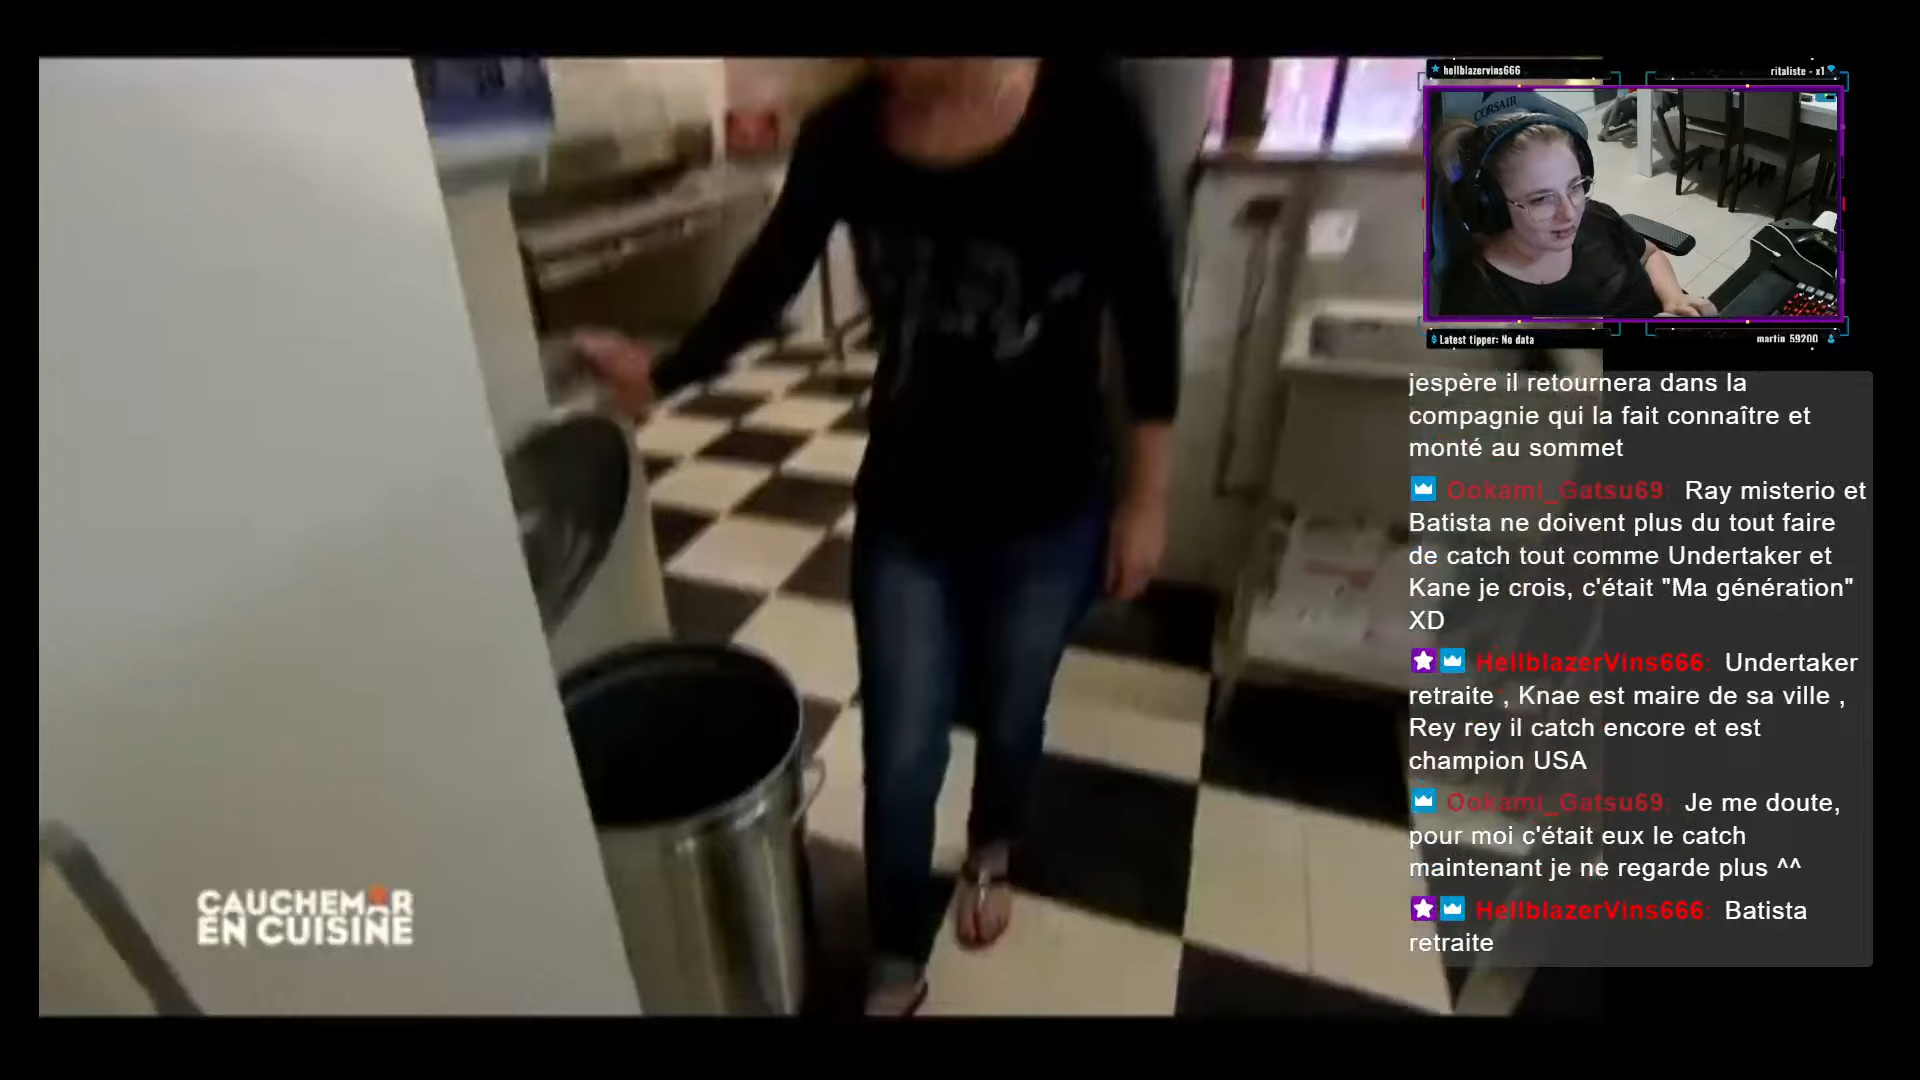 hellblazervins666
ritaliste - x1
CORSAIR
Latest tipper: No data
martin_59200
jespère il retournera dans la
compagnie qui la fait connaître et
monté au sommet
Ookami_Gatsu69: Ray misterio et
Batista ne doivent plus du tout faire
de catch tout comme Undertaker et
Kane je crois, c'était "Ma génération"
XD
HellblazerVins666: Undertaker
retraite , Knae est maire de sa ville ,
Rey rey il catch encore et est
champion USA
Ookami_Gatsu69: Je me doute,
pour moi c'était eux le catch
maintenant je ne regarde plus ^^
HellblazerVins666: Batista
retraite
CAUCHEMAR
EN CUISINE